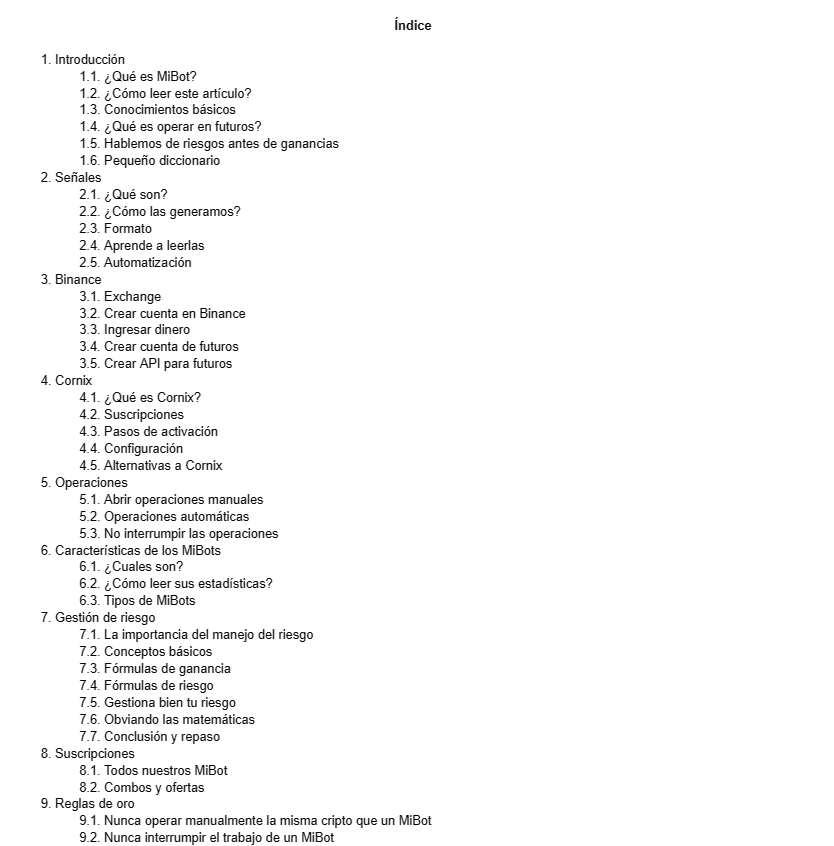 Índice
1. Introducción
1.1. ¿Qué es MiBot?
1.2. ¿Cómo leer este artículo?
1.3. Conocimientos básicos
1.4. ¿Qué es operar en futuros?
1.5. Hablemos de riesgos antes de ganancias
1.6. Pequeño diccionario
2. Señales
2.1. ¿Qué son?
2.2. ¿Cómo las generamos?
2.3. Formato
2.4. Aprende a leerlas
2.5. Automatización
3. Binance
3.1. Exchange
3.2. Crear cuenta en Binance
3.3. Ingresar dinero
3.4. Crear cuenta de futuros
3.5. Crear API para futuros
4. Cornix
4.1. ¿Qué es Cornix?
4.2. Suscripciones
4.3. Pasos de activación
4.4. Configuración
4.5. Alternativas a Cornix
5. Operaciones
5.1. Abrir operaciones manuales
5.2. Operaciones automáticas
5.3. No interrumpir las operaciones
6. Características de los MiBots
6.1. ¿Cuales son?
6.2. ¿Cómo leer sus estadísticas?
6.3. Tipos de MiBots
7. Gestión de riesgo
7.1. La importancia del manejo del riesgo
7.2. Conceptos básicos
7.3. Fórmulas de ganancia
7.4. Fórmulas de riesgo
7.5. Gestiona bien tu riesgo
7.6. Obviando las matemáticas
7.7. Conclusión y repaso
8. Suscripciones
8.1. Todos nuestros MiBot
8.2. Combos y ofertas
9. Reglas de oro
9.1. Nunca operar manualmente la misma cripto que un MiBot
9.2. Nunca interrumpir el trabajo de un MiBot